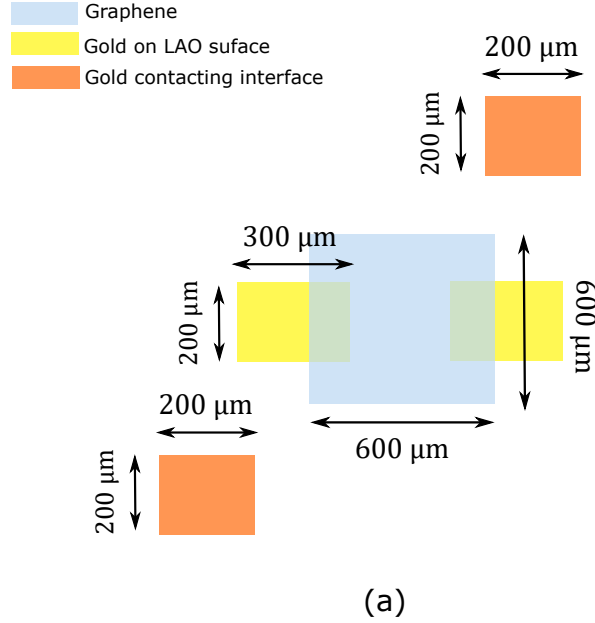 Graphene
Gold on LAO suface
Gold contacting interface
200 μm
200 μm
300 μm
200 μm
600 μm
600 μm
200 μm
200 μm
(a)